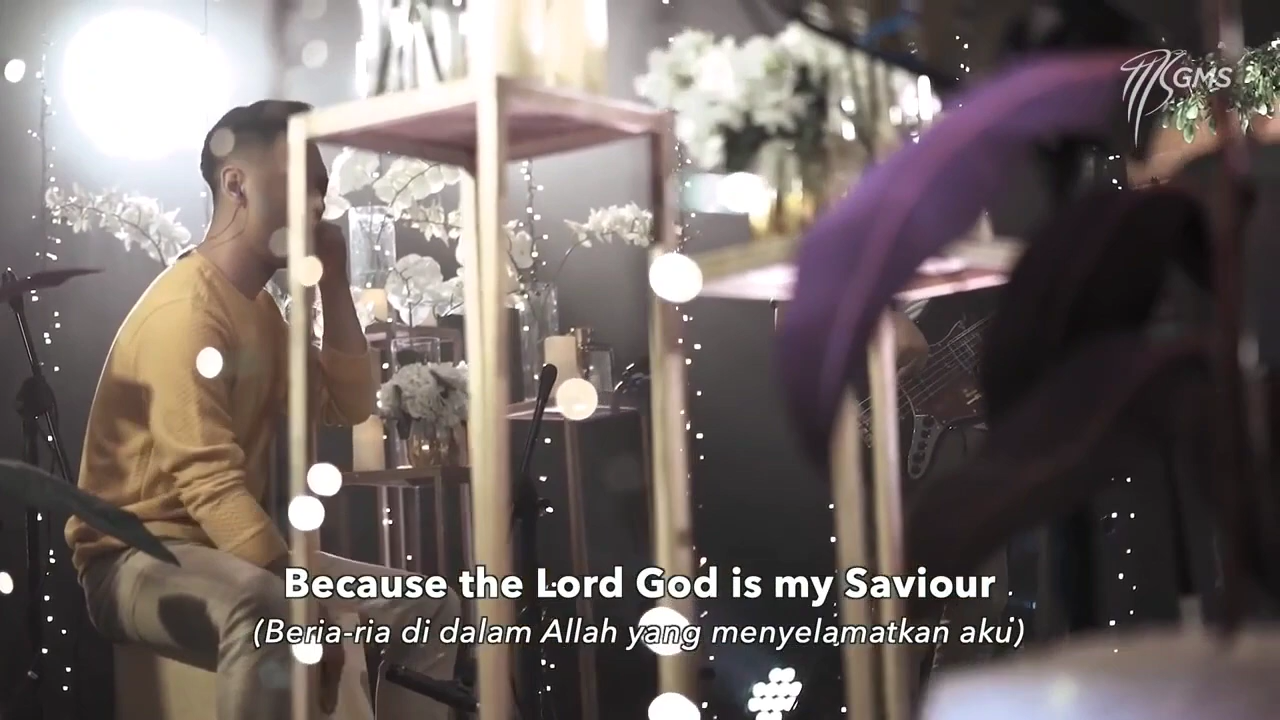 GMS
Because the Lord God is my Saviour
(Beria-ria di dalam Allah yang menyelamatkan aku)